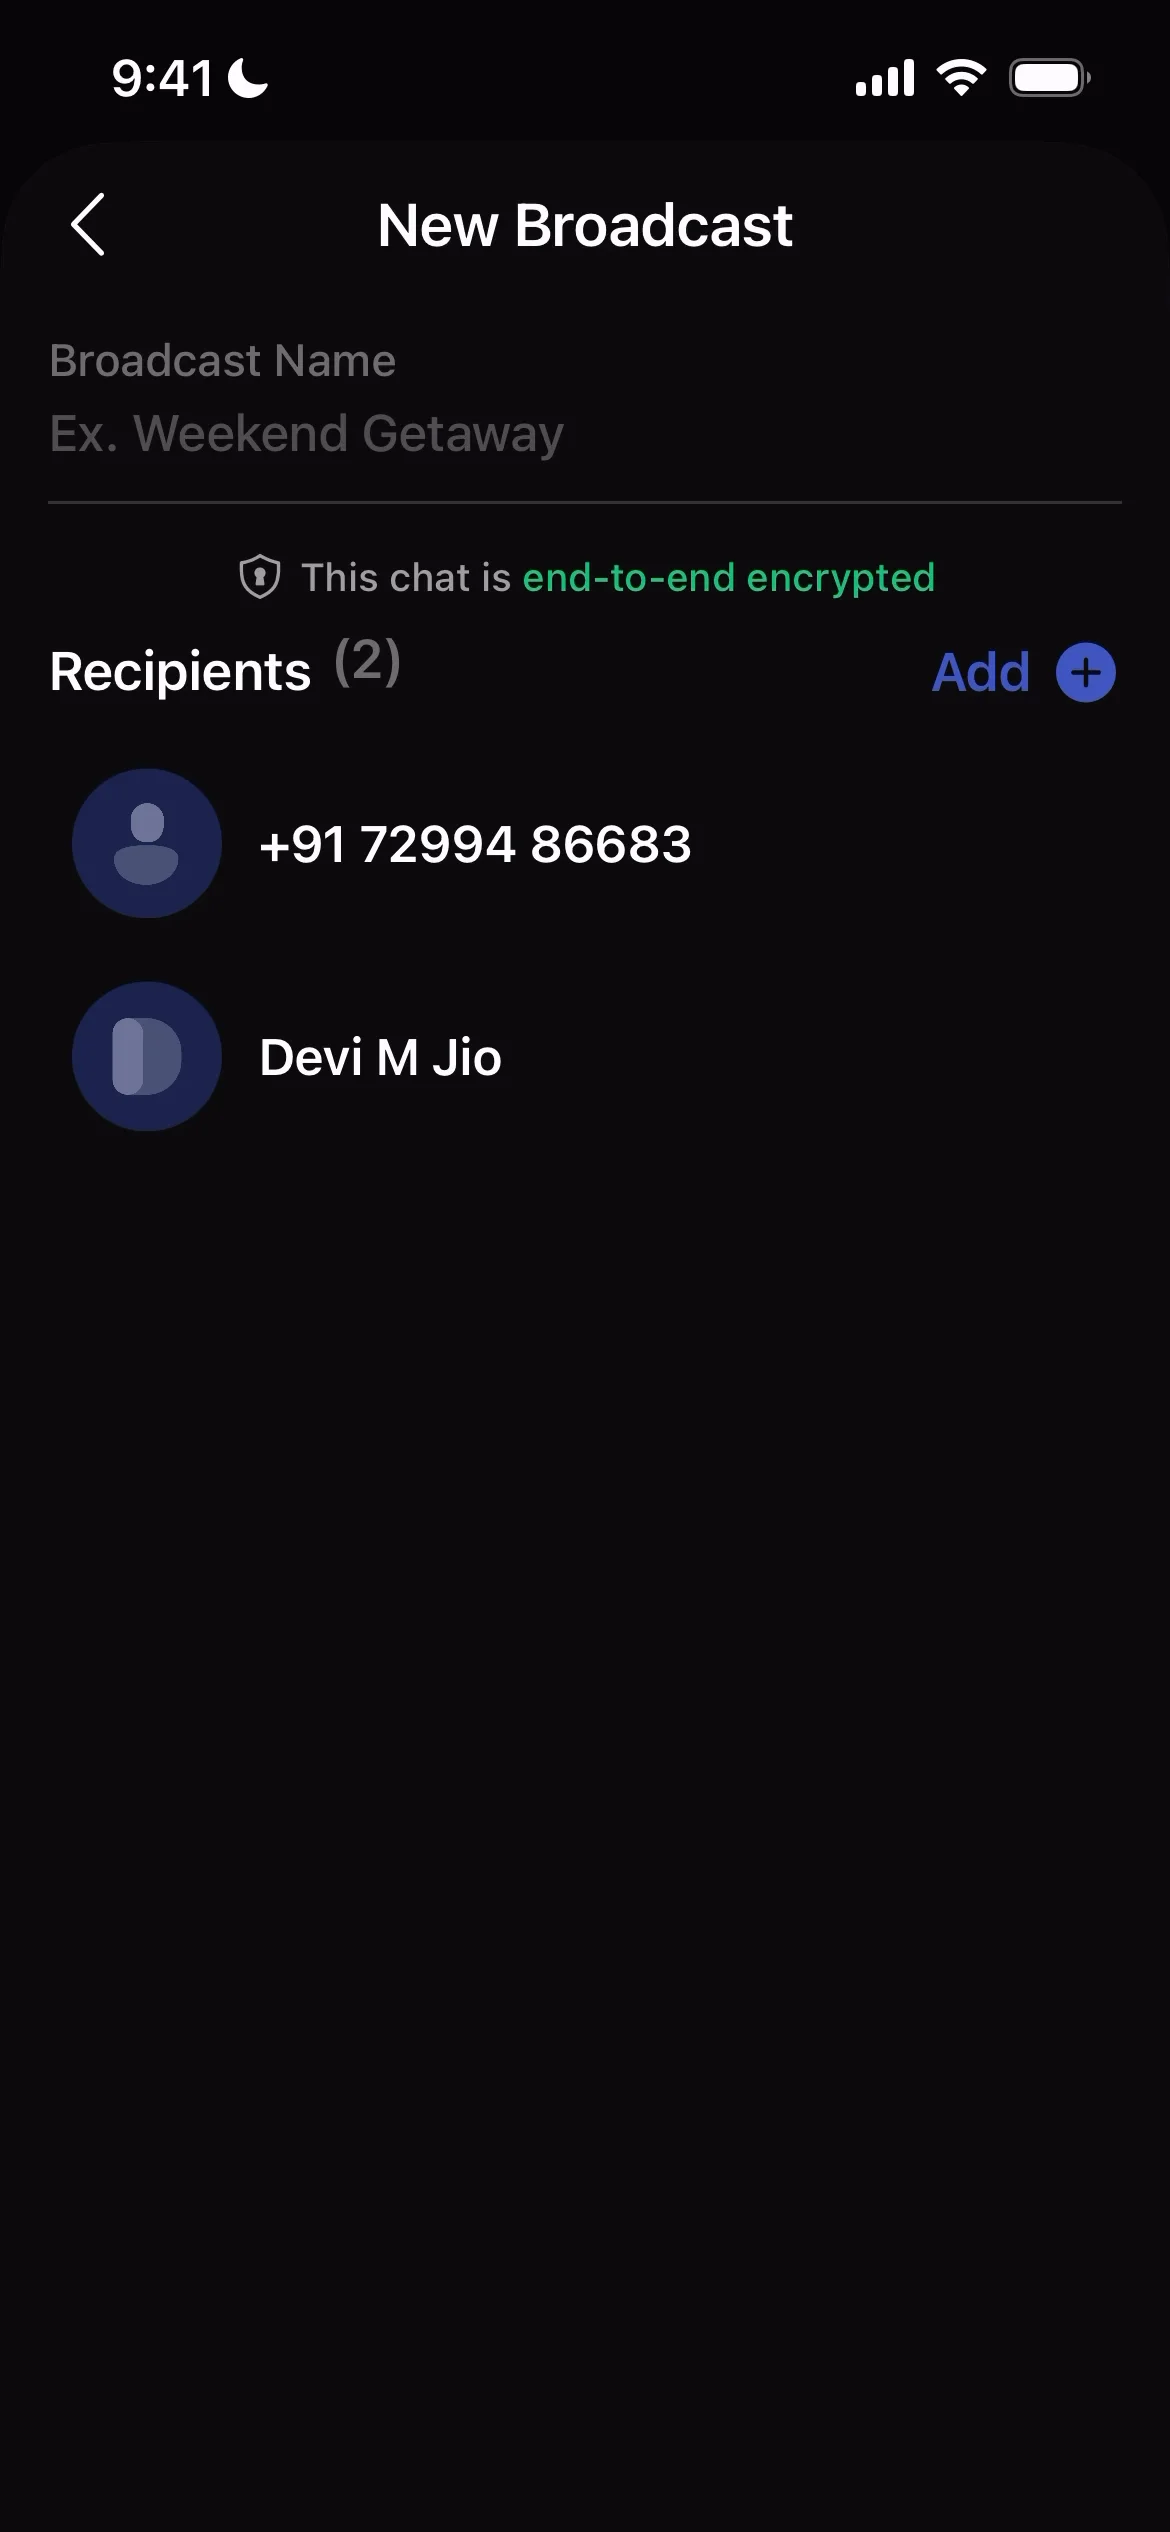 9:41
New Broadcast
Broadcast Name
Ex. Weekend Getaway
This chat is end-to-end encrypted
Recipients (2)
Add
+91 72994 86683
D
Devi M Jio